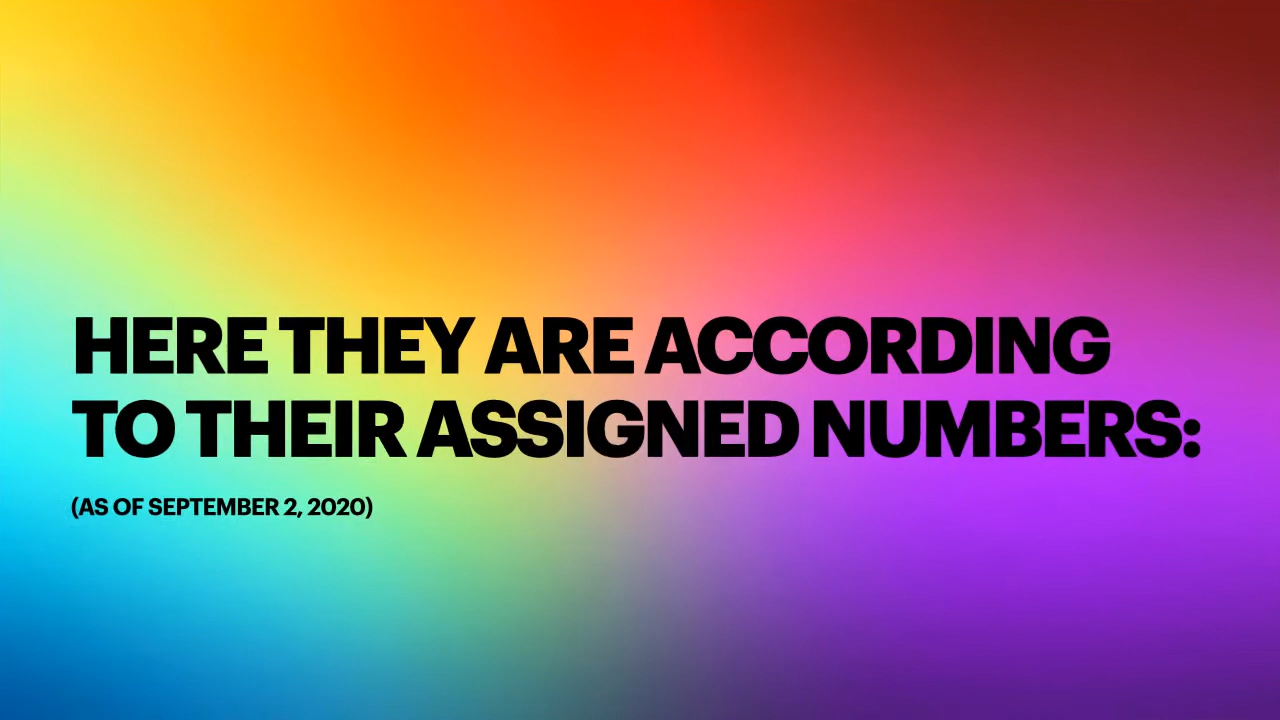 HERE THEY ARE ACCORDING
TO THEIR ASSIGNED NUMBERS:
(AS OF SEPTEMBER 2, 2020)